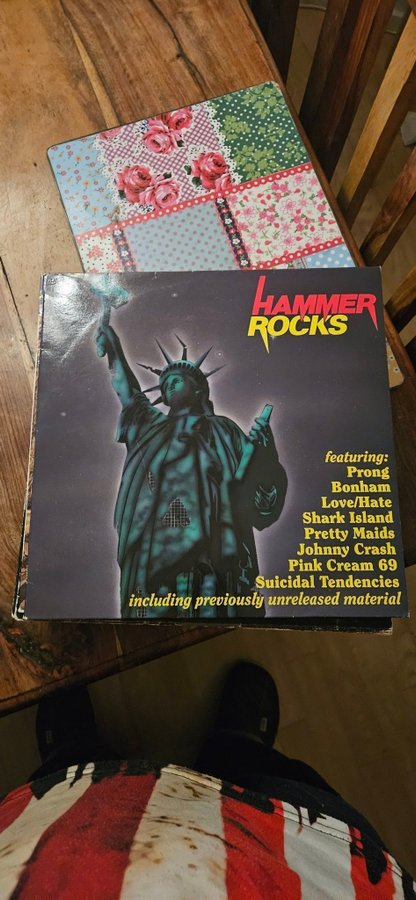 HAMMER
ROCKS
featuring:
Prong
Bonham
Love/Hate
Shark Island
Pretty Maids
Johnny Crash
Pink Cream 69
Suicidal Tendencies
including previously unreleased material